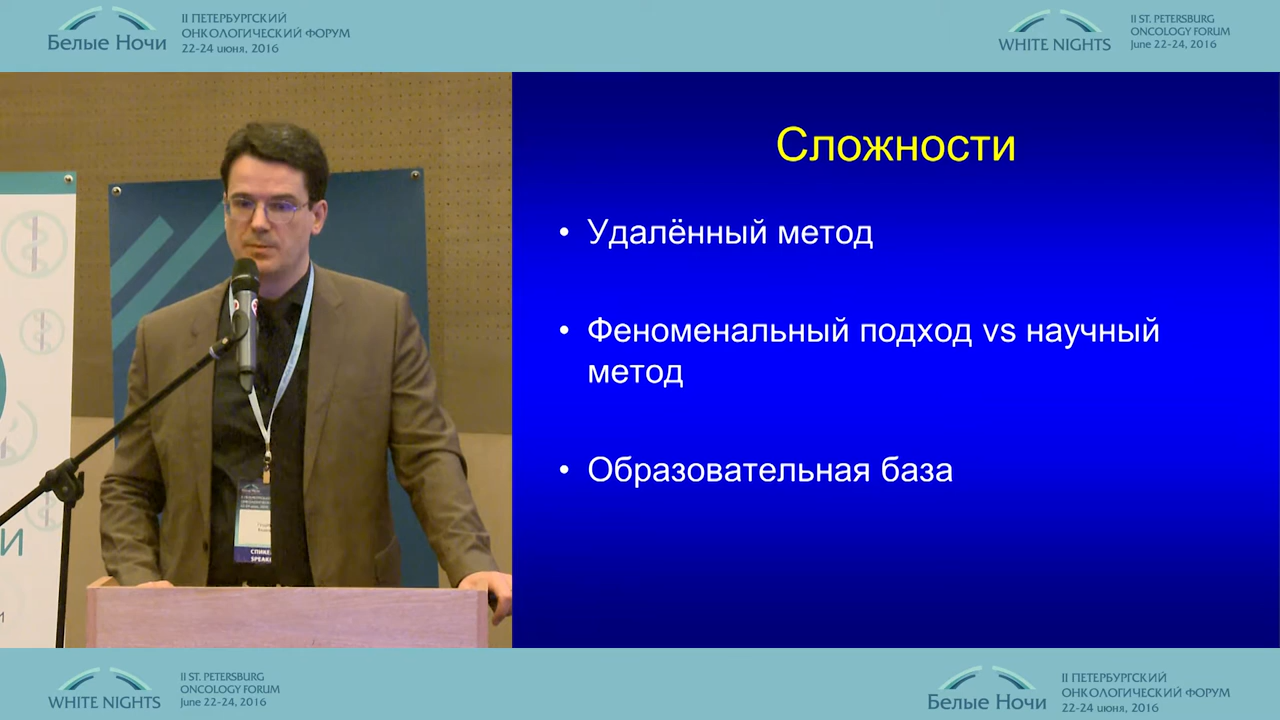 Белые Ночи
II ПЕТЕРБУРГСКИЙ
ОНКОЛОГИЧЕСКИЙ ФОРУМ
22-24 июня, 2016
WHITE NIGHTS
II ST. PETERSBURG
ONCOLOGY FORUM
June 22-24, 2016
Сложности
• Удалённый метод
• Феноменальный подход vs научный
метод
• Образовательная база
WHITE NIGHTS
II ST. PETERSBURG
ONCOLOGY FORUM
June 22-24, 2016
Белые Ночи
II ПЕТЕРБУРГСКИЙ
ОНКОЛОГИЧЕСКИЙ ФОРУМ
22-24 июня, 2016